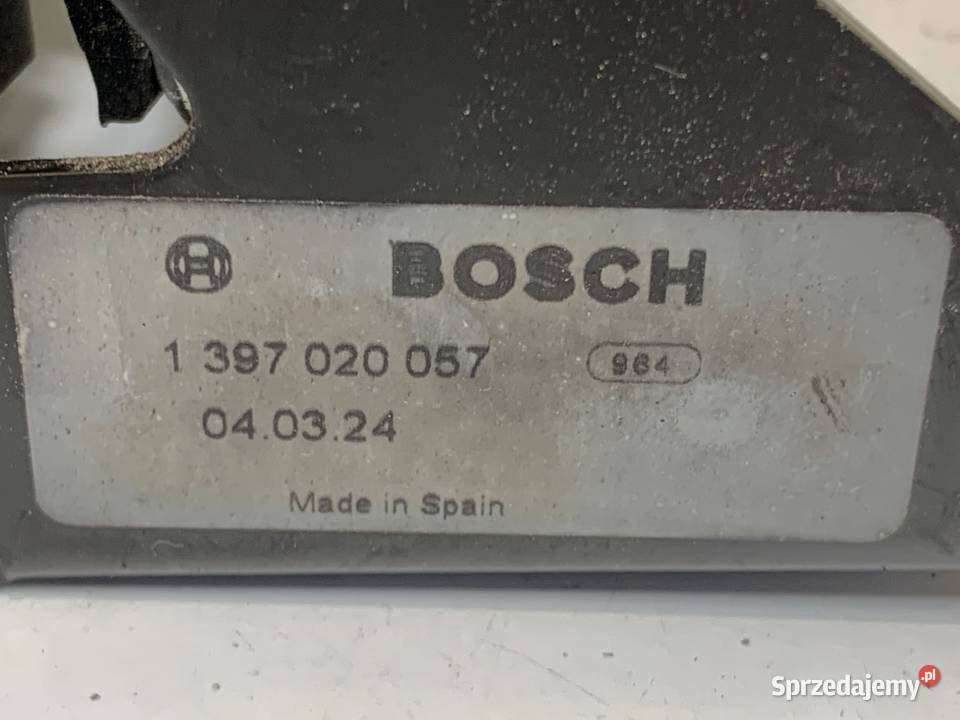 BOSCH
1 397 020 057 964
04.03.24
Made in Spain
Sprzedajemy.pl